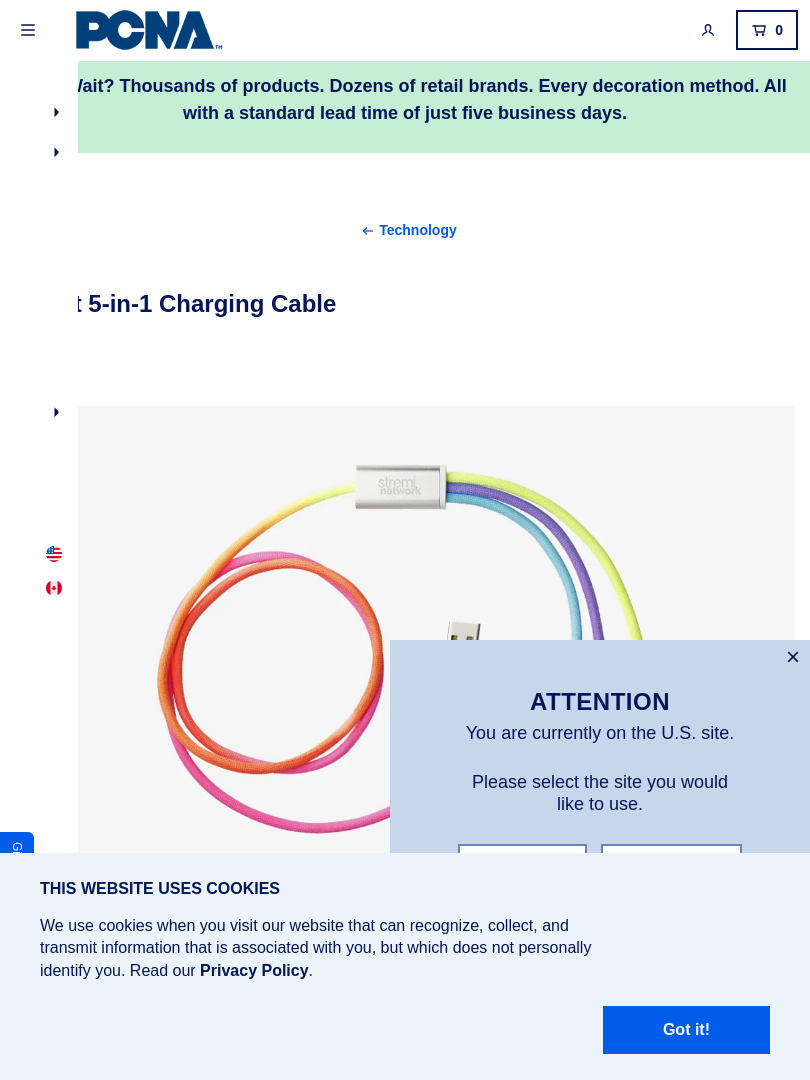 PCNA™
0
Wait? Thousands of products. Dozens of retail brands. Every decoration method. All
with a standard lead time of just five business days.
Technology
5-in-1 Charging Cable
stremi
network
ATTENTION
You are currently on the U.S. site.
Please select the site you would
like to use.
THIS WEBSITE USES COOKIES
We use cookies when you visit our website that can recognize, collect, and
transmit information that is associated with you, but which does not personally
identify you. Read our Privacy Policy.
Got it!